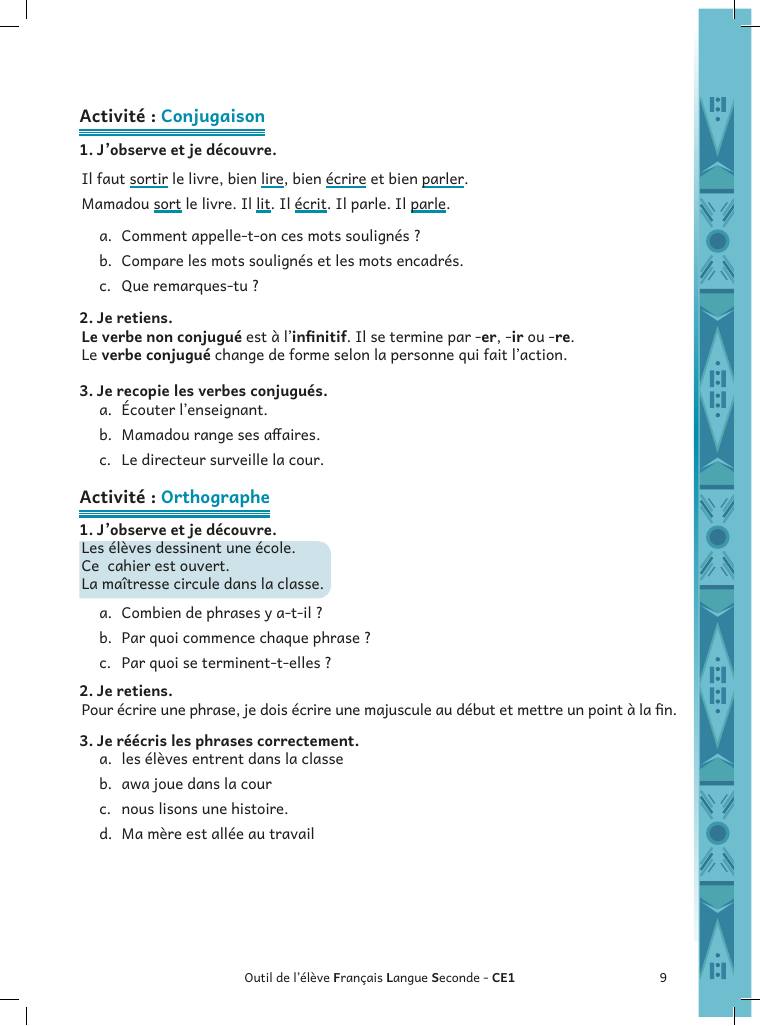 Activité : Conjugaison
1. J’observe et je découvre.
Il faut sortir le livre, bien lire, bien écrire et bien parler.
Mamadou sort le livre. Il lit. Il écrit. Il parle. Il parle.
a. Comment appelle-t-on ces mots soulignés ?
b. Compare les mots soulignés et les mots encadrés.
c. Que remarques-tu ?
2. Je retiens.
Le verbe non conjugué est à l’infinitif. Il se termine par -er, -ir ou -re.
Le verbe conjugué change de forme selon la personne qui fait l’action.
3. Je recopie les verbes conjugués.
a. Écouter l’enseignant.
b. Mamadou range ses affaires.
c. Le directeur surveille la cour.
Activité : Orthographe
1. J’observe et je découvre.
Les élèves dessinent une école.
Ce cahier est ouvert.
La maîtresse circule dans la classe.
a. Combien de phrases y a-t-il ?
b. Par quoi commence chaque phrase ?
c. Par quoi se terminent-t-elles ?
2. Je retiens.
Pour écrire une phrase, je dois écrire une majuscule au début et mettre un point à la fin.
3. Je réécris les phrases correctement.
a. les élèves entrent dans la classe
b. awa joue dans la cour
c. nous lisons une histoire.
d. Ma mère est allée au travail
Outil de l’élève Français Langue Seconde - CE1
9